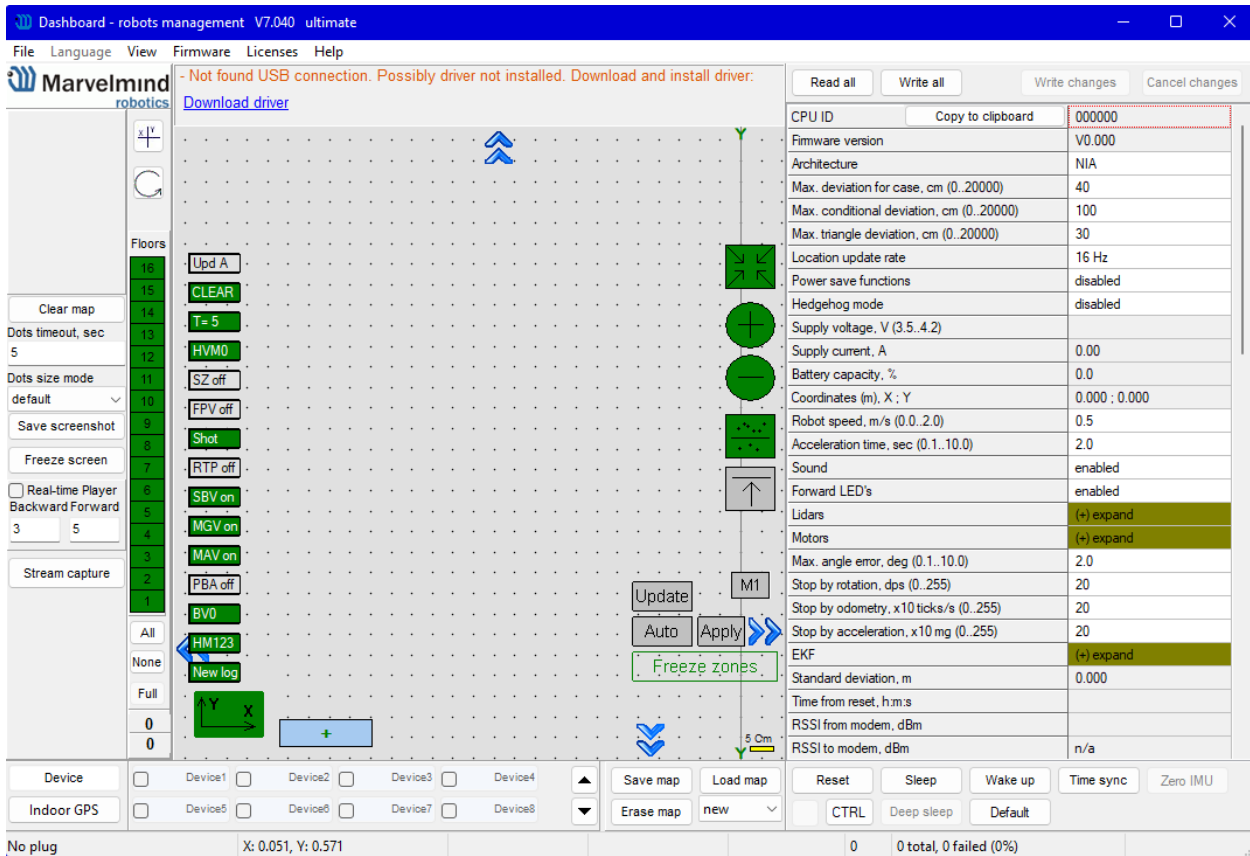 Dashboard - robots management V7.040 ultimate
File Language View Firmware Licenses Help
Marvelmind
robotics
- Not found USB connection. Possibly driver not installed. Download and install driver:
Download driver
Read all Write all Write changes Cancel changes
x y
Floors
16
15
14
13
12
11
10
9
8
7
6
5
4
3
2
1
All
None
Full
0
0
Clear map
Dots timeout, sec
5
Dots size mode
default
Save screenshot
Freeze screen
Real-time Player
Backward Forward
3 5
Stream capture
Upd A
CLEAR
T= 5
HVM0
SZ off
FPV off
Shot
RTP off
SBV on
MGV on
MAV on
PBA off
BV0
HM123
New log
Y X
+
Y
M1
Update
Auto Apply
Freeze zones
5 Cm
Y
CPU ID Copy to clipboard 000000
Firmware version V0.000
Architecture NIA
Max. deviation for case, cm (0..20000) 40
Max. conditional deviation, cm (0..20000) 100
Max. triangle deviation, cm (0..20000) 30
Location update rate 16 Hz
Power save functions disabled
Hedgehog mode disabled
Supply voltage, V (3.5..4.2)
Supply current, A 0.00
Battery capacity, % 0.0
Coordinates (m), X ; Y 0.000 ; 0.000
Robot speed, m/s (0.0..2.0) 0.5
Acceleration time, sec (0.1..10.0) 2.0
Sound enabled
Forward LED's enabled
Lidars (+) expand
Motors (+) expand
Max. angle error, deg (0.1..10.0) 2.0
Stop by rotation, dps (0..255) 20
Stop by odometry, x10 ticks/s (0..255) 20
Stop by acceleration, x10 mg (0..255) 20
EKF (+) expand
Standard deviation, m 0.000
Time from reset, h:m:s
RSSI from modem, dBm
RSSI to modem, dBm n/a
Device Device1 Device2 Device3 Device4 Save map Load map Reset Sleep Wake up Time sync Zero IMU
Indoor GPS Device5 Device6 Device7 Device8 Erase map new CTRL Deep sleep Default
No plug X: 0.051, Y: 0.571 0 0 total, 0 failed (0%)